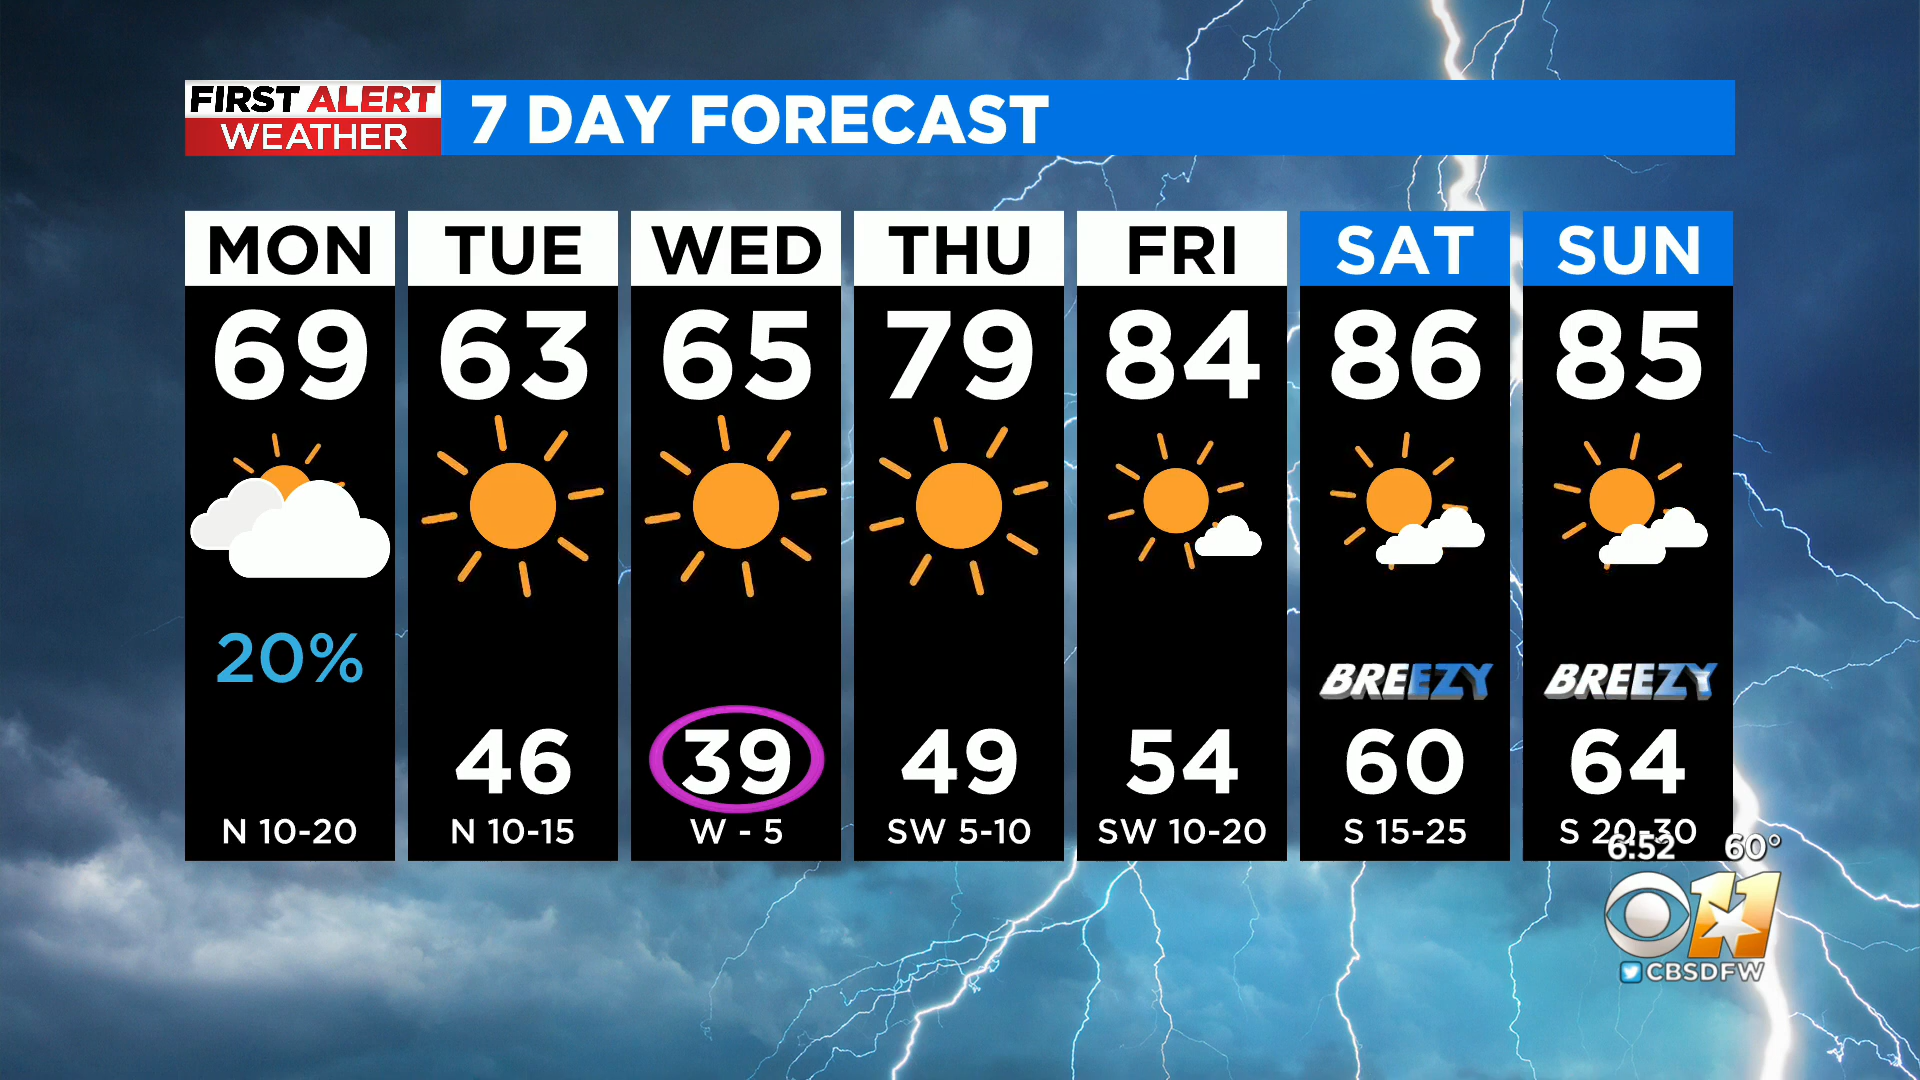 FIRST ALERT
WEATHER
7 DAY FORECAST
MON TUE WED THU FRI SAT SUN
69 63 65 79 84 86 85
20%
BREEZY BREEZY
46 39 49 54 60 64
N 10-20 N 10-15 W - 5 SW 5-10 SW 10-20 S 15-25 S 20-30
6:52 60°
11
CBSDFW